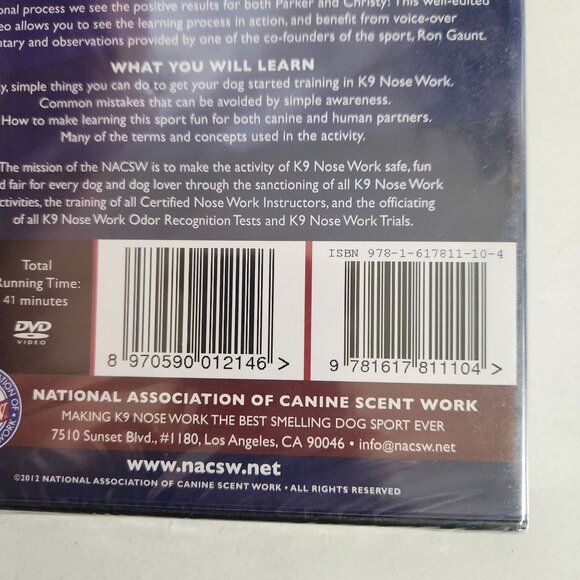 onal process we see the positive results for both Parker and Christy! This well-edited
eo allows you to see the learning process in action, and benefit from voice-over
ntary and observations provided by one of the co-founders of the sport, Ron Gaunt.
WHAT YOU WILL LEARN
y, simple things you can do to get your dog started training in K9 Nose Work.
Common mistakes that can be avoided by simple awareness.
How to make learning this sport fun for both canine and human partners.
Many of the terms and concepts used in the activity.
The mission of the NACSW is to make the activity of K9 Nose Work safe, fun
d fair for every dog and dog lover through the sanctioning of all K9 Nose Work
ctivities, the training of all Certified Nose Work Instructors, and the officiating
of all K9 Nose Work Odor Recognition Tests and K9 Nose Work Trials.
Total
Running Time:
41 minutes
DVD
VIDEO
8 970590 012146 >
ISBN 978-1-617811-10-4
9 781617 811104 >
NATIONAL ASSOCIATION OF CANINE SCENT WORK
MAKING K9 NOSE WORK THE BEST SMELLING DOG SPORT EVER
7510 Sunset Blvd., #1180, Los Angeles, CA 90046 • info@nacsw.net
www.nacsw.net
©2012 NATIONAL ASSOCIATION OF CANINE SCENT WORK • ALL RIGHTS RESERVED